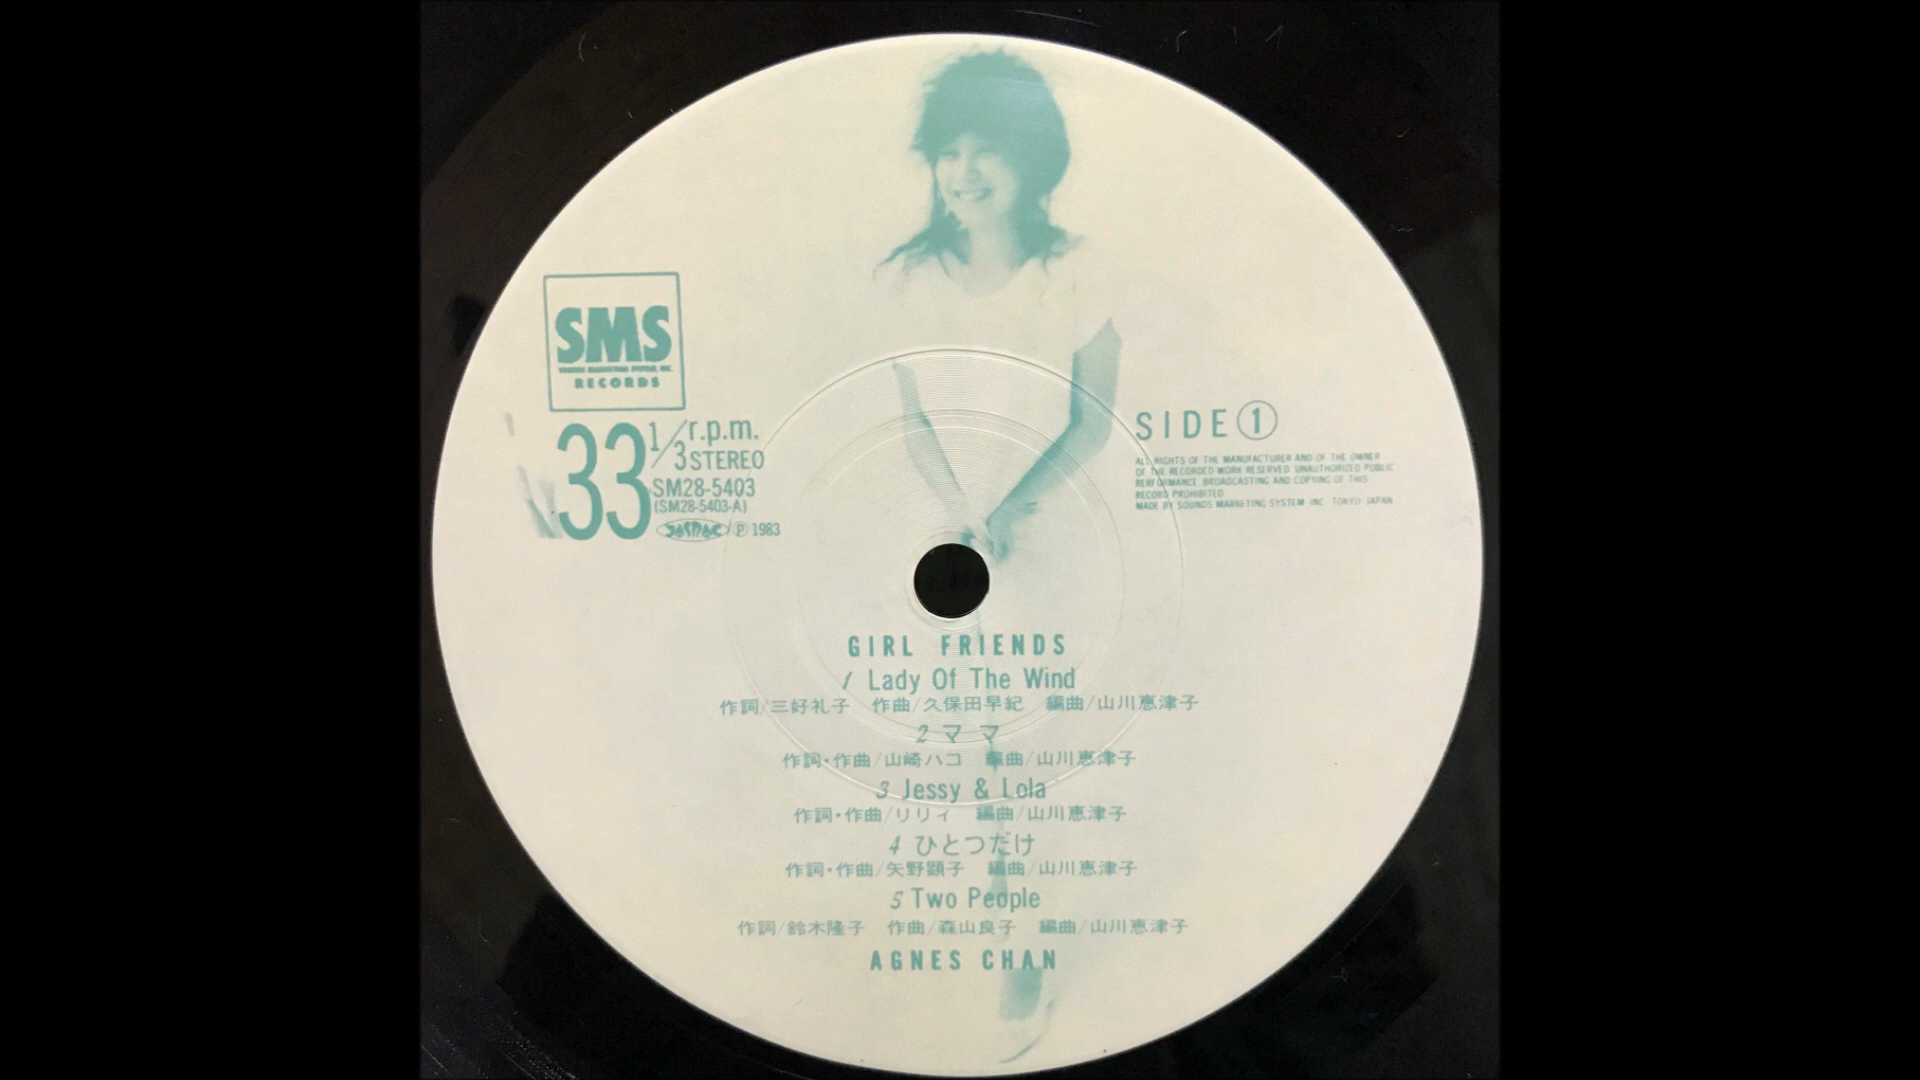 SMS
SOUNDS MARKETING SYSTEM, INC.
RECORDS
33 1/3 r.p.m.
STEREO
SM28-5403
(SM28-5403-A)
JASRAC/Ⓟ 1983
SIDE ①
ALL RIGHTS OF THE MANUFACTURER AND OF THE OWNER
OF THE RECORDED WORK RESERVED UNAUTHORIZED PUBLIC
PERFORMANCE. BROADCASTING AND COPYING OF THIS
RECORD PROHIBITED
MADE BY SOUNDS MARKETING SYSTEM INC TOKYO JAPAN
GIRL FRIENDS
1 Lady Of The Wind
作詞/三好礼子 作曲/久保田早紀 編曲/山川恵津子
2 ママ
作詞・作曲/山崎ハコ 編曲/山川恵津子
3 Jessy & Lola
作詞・作曲/リリィ 編曲/山川恵津子
4 ひとつだけ
作詞・作曲/矢野顕子 編曲/山川恵津子
5 Two People
作詞/鈴木隆子 作曲/森山良子 編曲/山川恵津子
AGNES CHAN